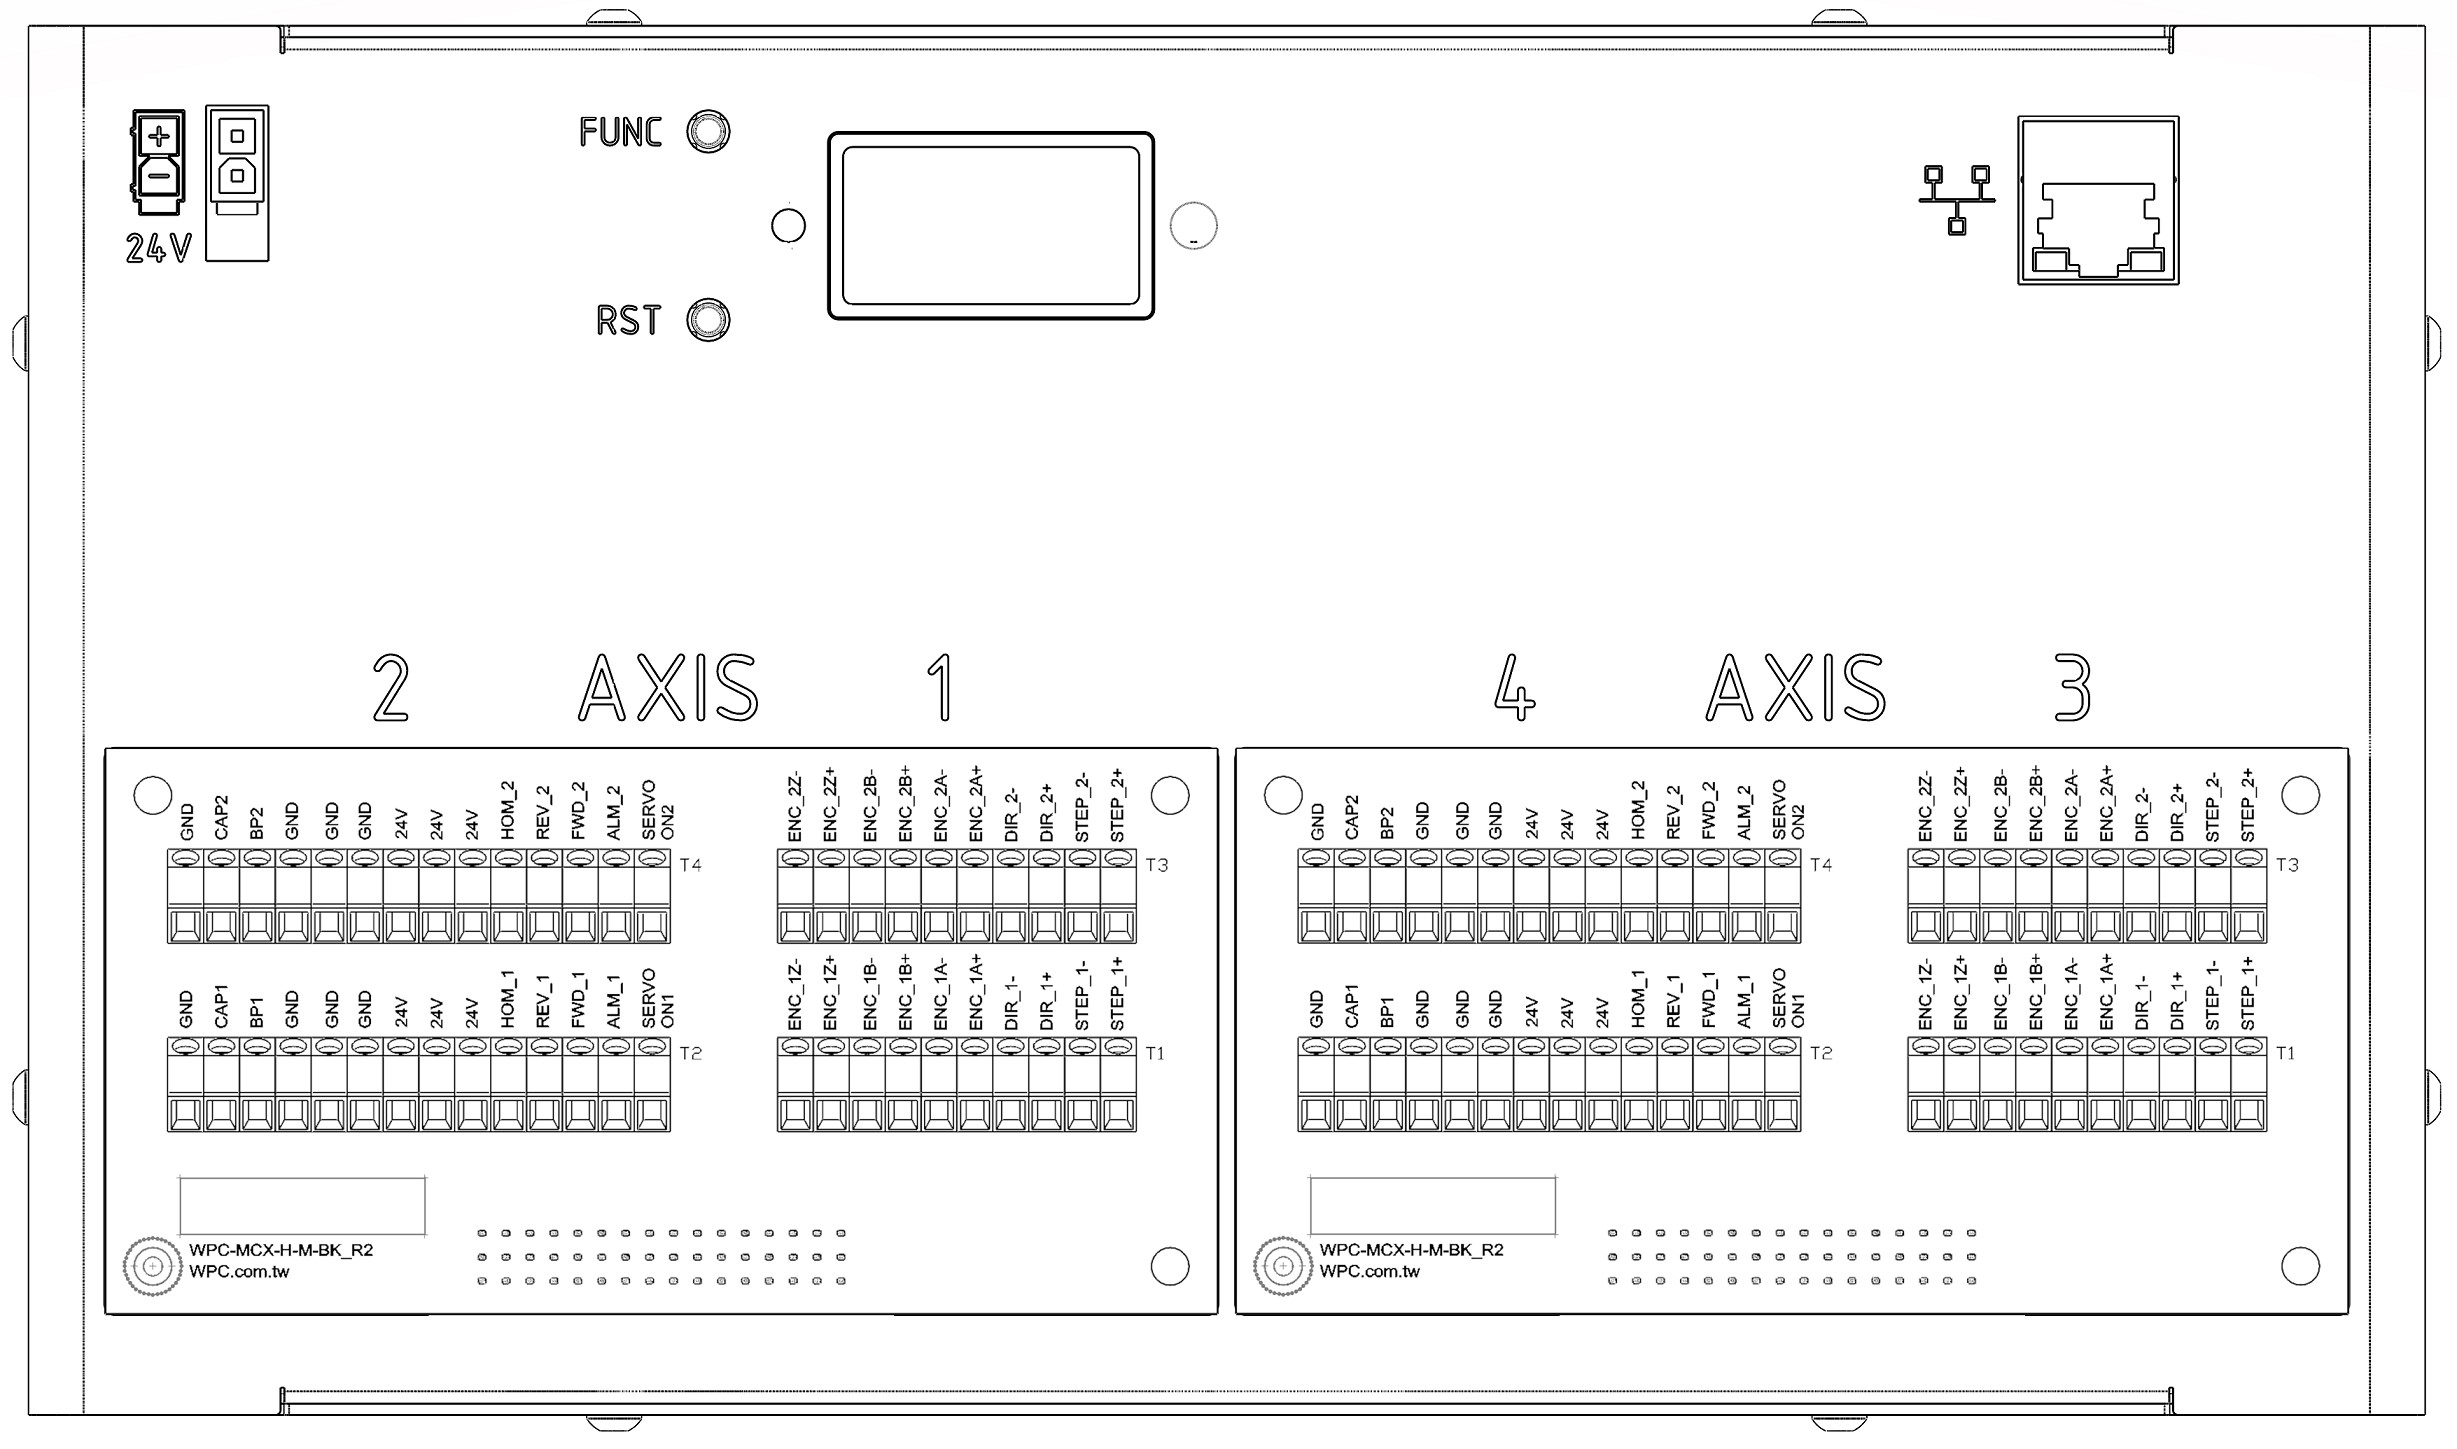 FUNC
24V
RST
2 AXIS 1
4 AXIS 3
GND CAP2 BP2 GND GND GND 24V 24V 24V HOM_2 REV_2 FWD_2 ALM_2 SERVO ON2
T4
ENC_2Z- ENC_2Z+ ENC_2B- ENC_2B+ ENC_2A- ENC_2A+ DIR_2- DIR_2+ STEP_2- STEP_2+
T3
GND CAP1 BP1 GND GND GND 24V 24V 24V HOM_1 REV_1 FWD_1 ALM_1 SERVO ON1
T2
ENC_1Z- ENC_1Z+ ENC_1B- ENC_1B+ ENC_1A- ENC_1A+ DIR_1- DIR_1+ STEP_1- STEP_1+
T1
WPC-MCX-H-M-BK_R2
WPC.com.tw
GND CAP2 BP2 GND GND GND 24V 24V 24V HOM_2 REV_2 FWD_2 ALM_2 SERVO ON2
T4
ENC_2Z- ENC_2Z+ ENC_2B- ENC_2B+ ENC_2A- ENC_2A+ DIR_2- DIR_2+ STEP_2- STEP_2+
T3
GND CAP1 BP1 GND GND GND 24V 24V 24V HOM_1 REV_1 FWD_1 ALM_1 SERVO ON1
T2
ENC_1Z- ENC_1Z+ ENC_1B- ENC_1B+ ENC_1A- ENC_1A+ DIR_1- DIR_1+ STEP_1- STEP_1+
T1
WPC-MCX-H-M-BK_R2
WPC.com.tw